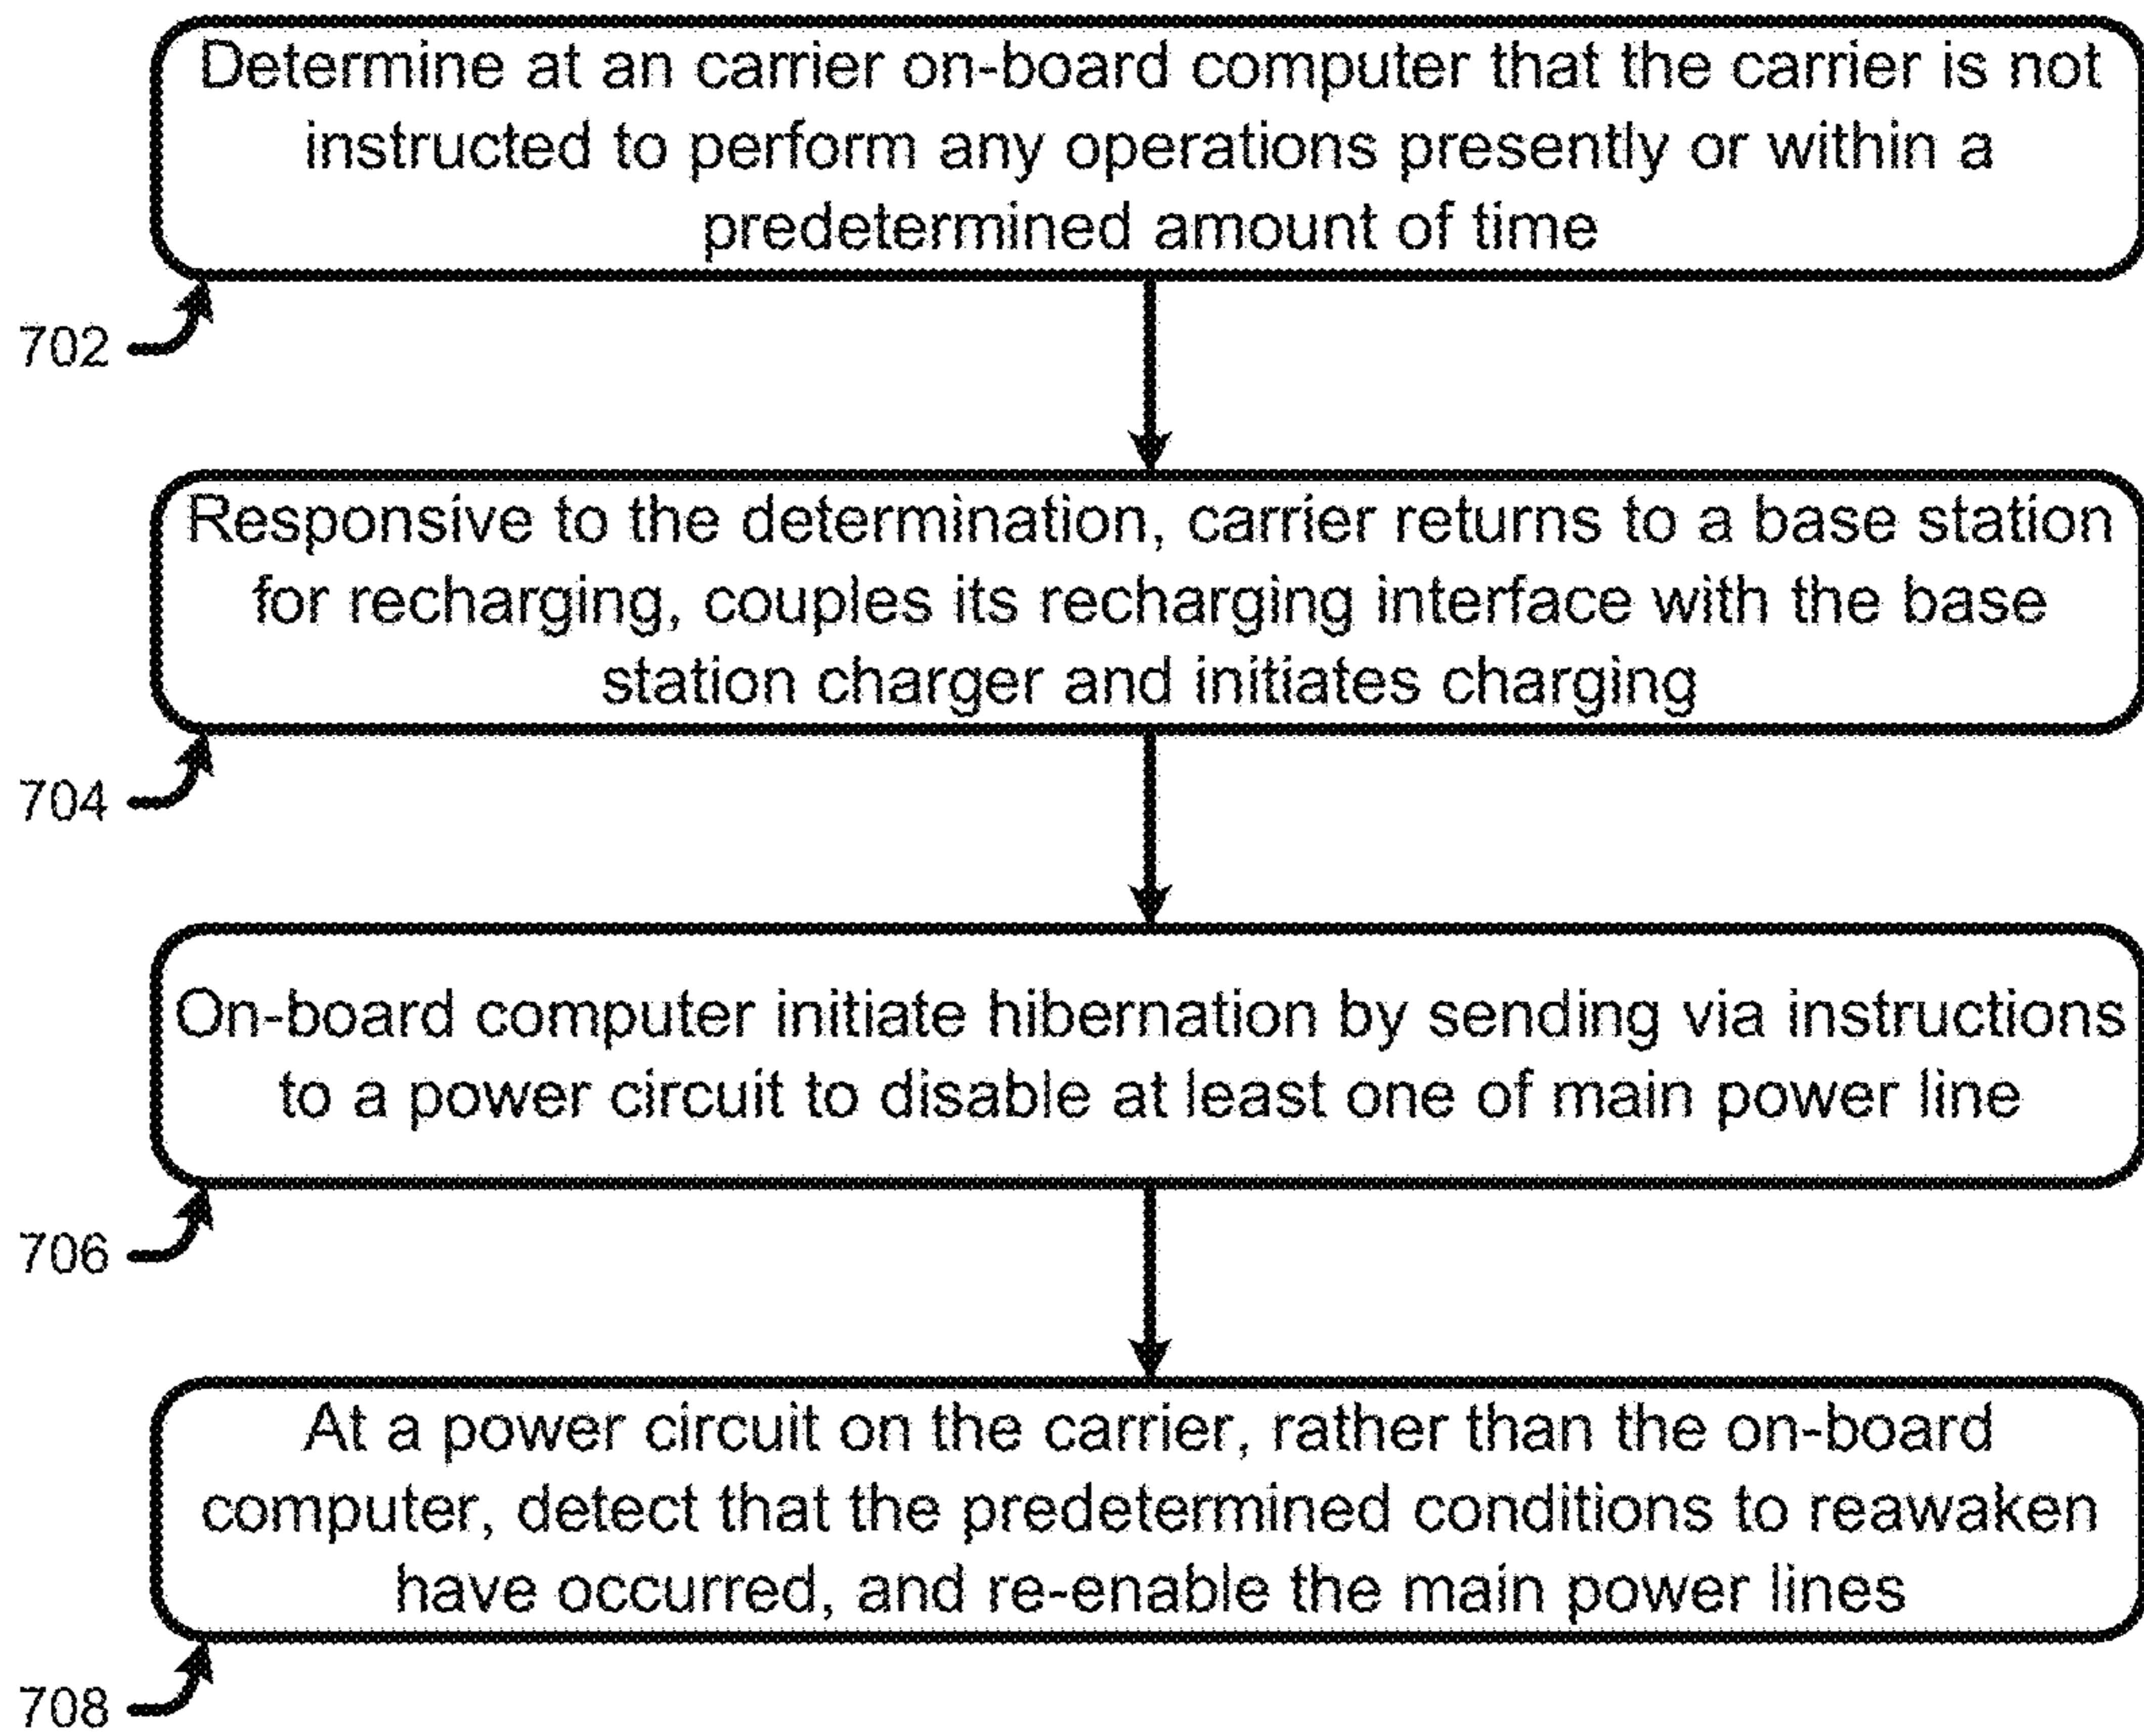 Determine at an carrier on-board computer that the carrier is not
instructed to perform any operations presently or within a
predetermined amount of time
702
Responsive to the determination, carrier returns to a base station
for recharging, couples its recharging interface with the base
station charger and initiates charging
704
On-board computer initiate hibernation by sending via instructions
to a power circuit to disable at least one of main power line
706
At a power circuit on the carrier, rather than the on-board
computer, detect that the predetermined conditions to reawaken
have occurred, and re-enable the main power lines
708